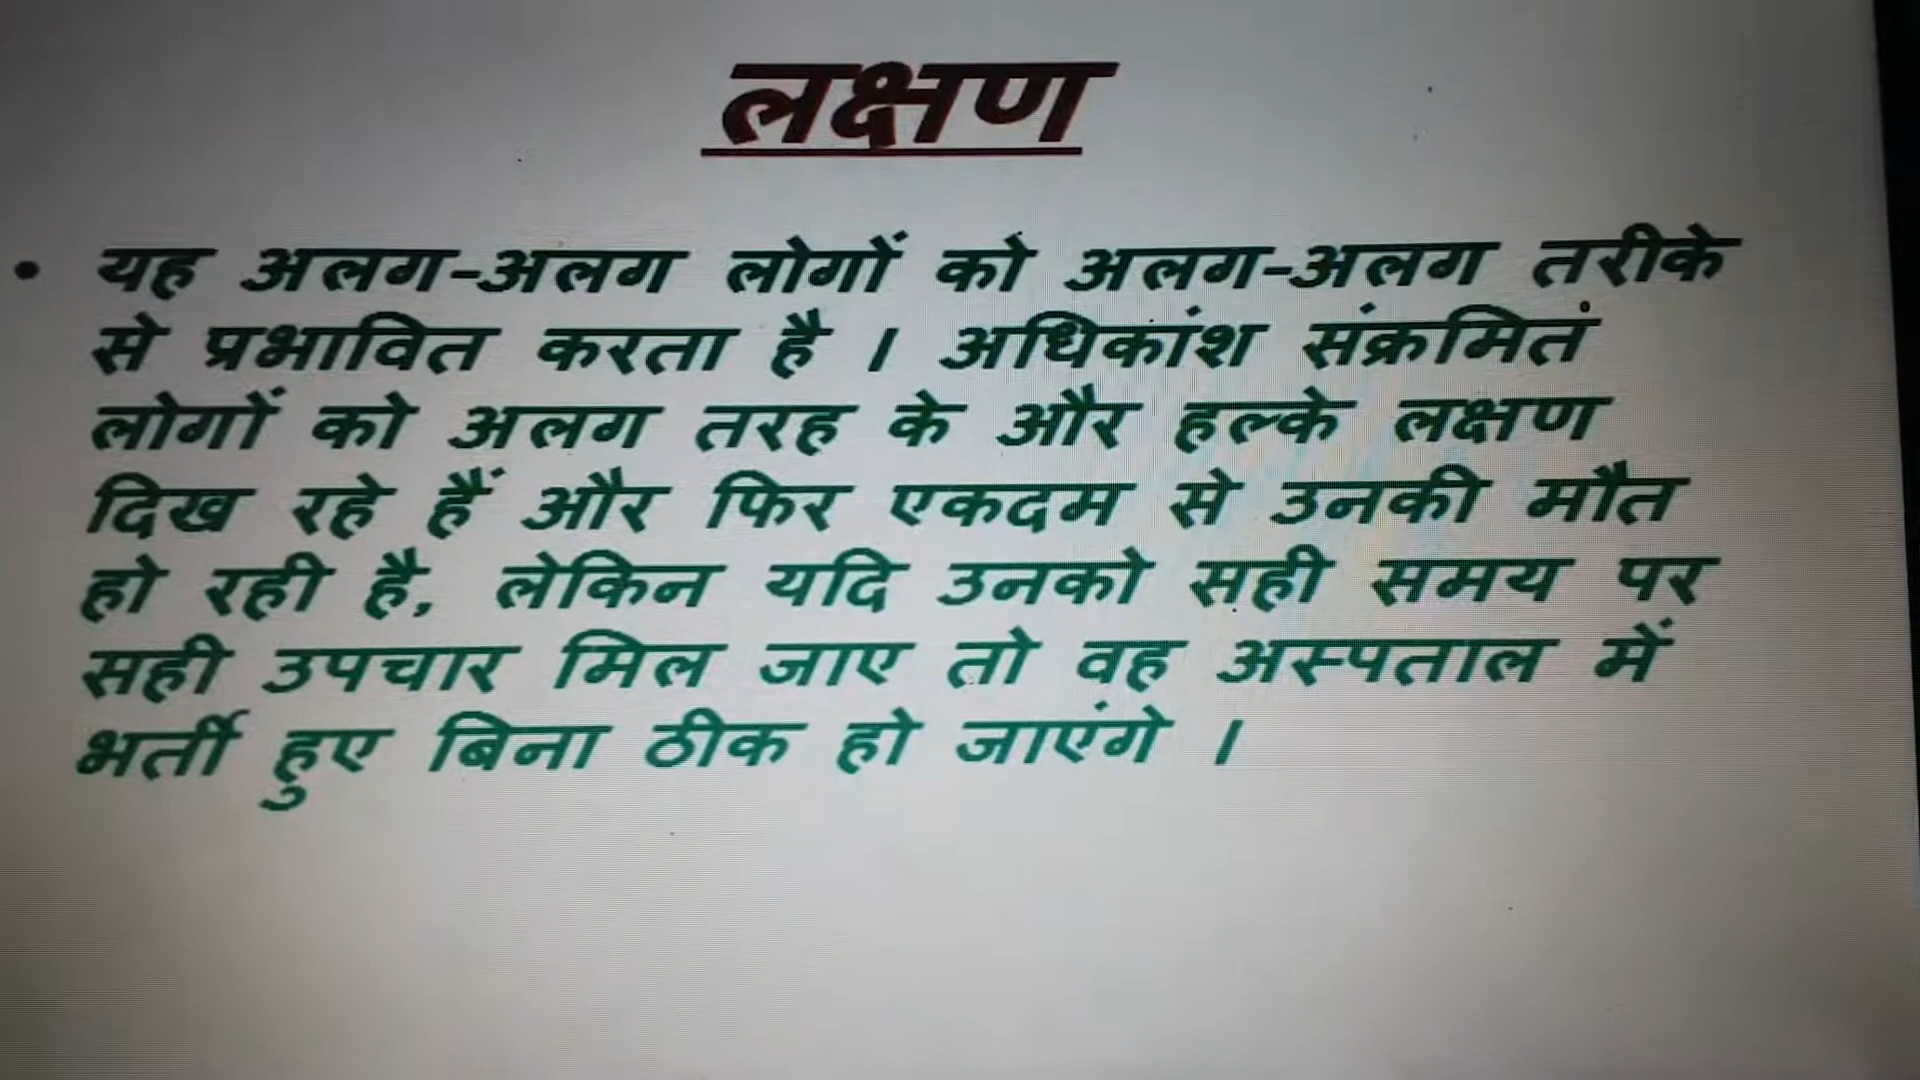 लक्षण
• यह अलग-अलग लोगों को अलग-अलग तरीके
से प्रभावित करता है । अधिकांश संक्रमितं
लोगों को अलग तरह के और हल्के लक्षण
दिख रहे हैं और फिर एकदम से उनकी मौत
हो रही है, लेकिन यदि उनको सही समय पर
सही उपचार मिल जाए तो वह अस्पताल में
भर्ती हुए बिना ठीक हो जाएंगे ।